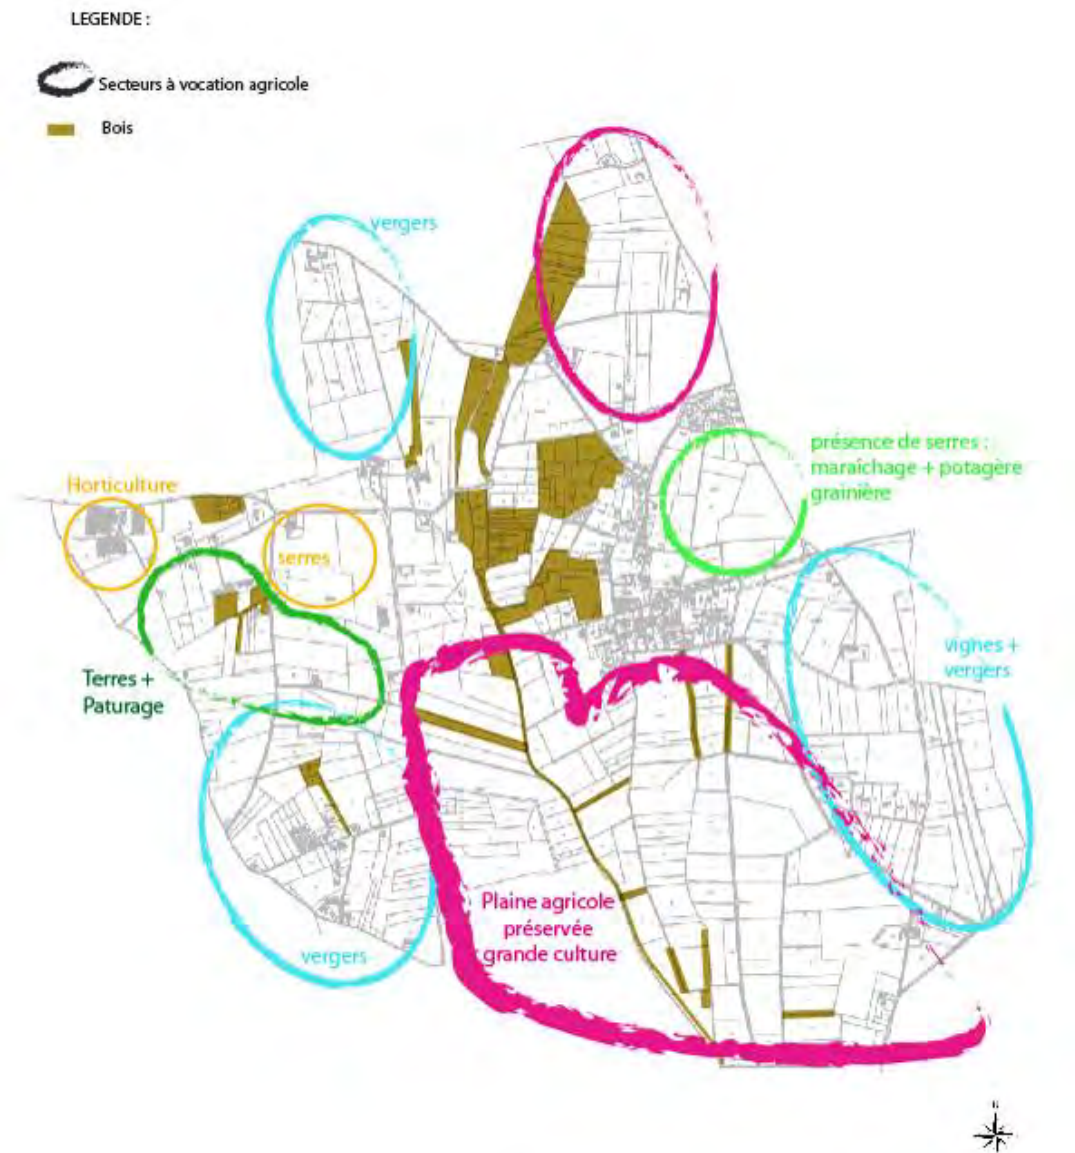 LEGENDE :
Secteurs à vocation agricole
Bois
vergers
présence de serres :
maraîchage + potagère
grainière
Horticulture
serres
vignes +
vergers
Terres +
Paturage
Plaine agricole
préservée
grande culture
vergers